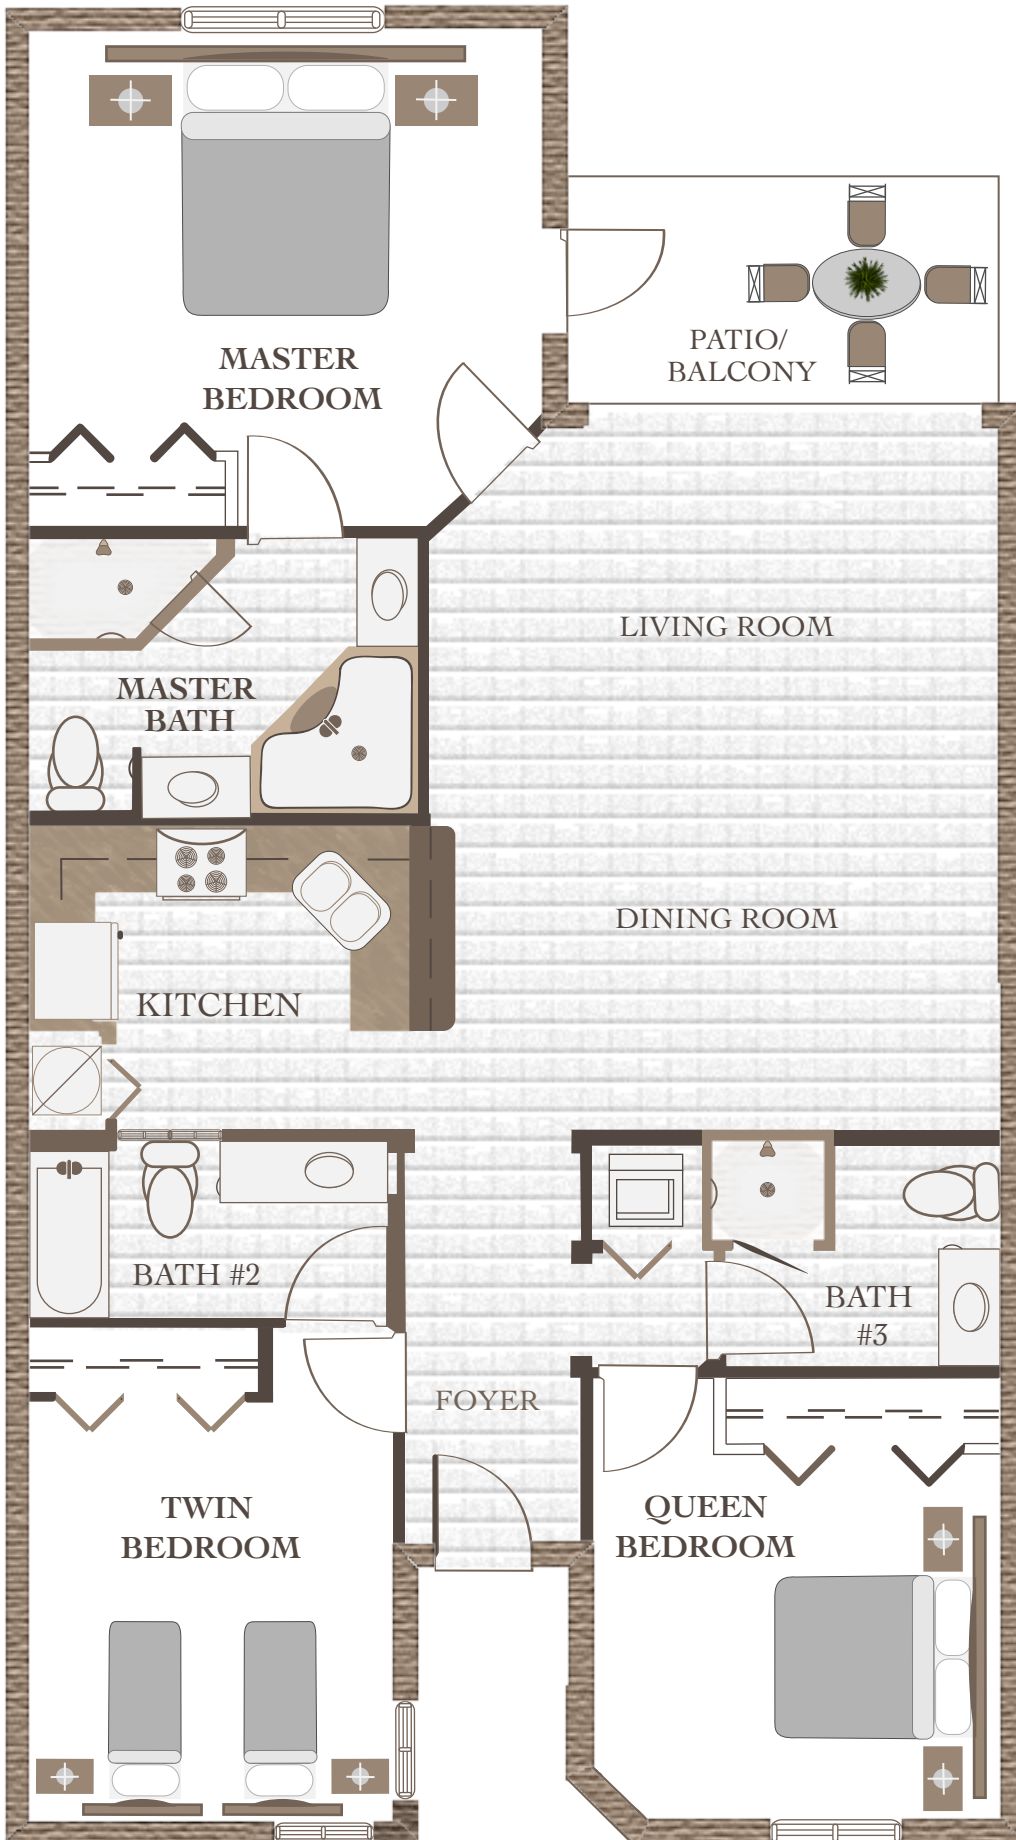 MASTER
BEDROOM
PATIO/
BALCONY
LIVING ROOM
MASTER
BATH
DINING ROOM
KITCHEN
BATH #2
BATH
#3
FOYER
TWIN
BEDROOM
QUEEN
BEDROOM